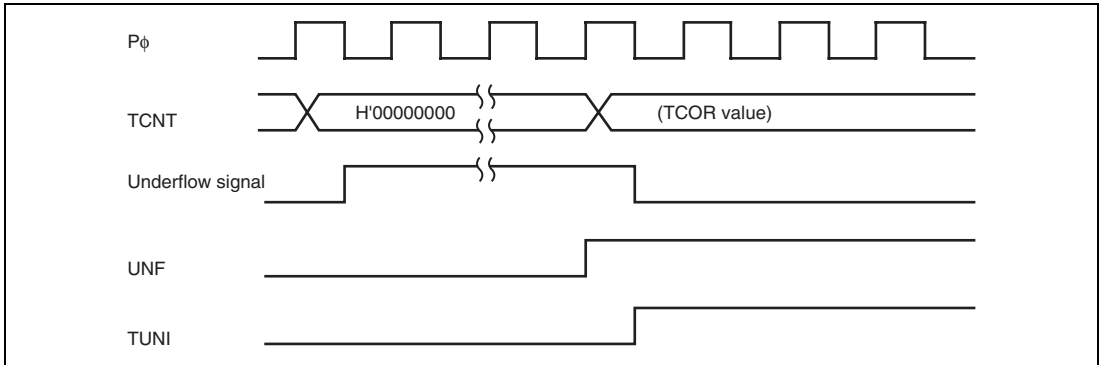 Pφ
TCNT
H'00000000
(TCOR value)
Underflow signal
UNF
TUNI